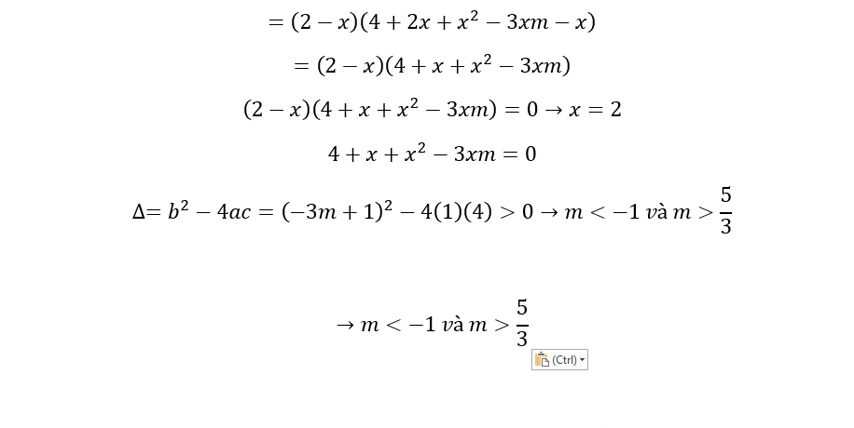 = (2 − x)(4 + 2x + x² − 3xm − x)
= (2 − x)(4 + x + x² − 3xm)
(2 − x)(4 + x + x² − 3xm) = 0 → x = 2
4 + x + x² − 3xm = 0
Δ= b² − 4ac = (−3m + 1)² − 4(1)(4) > 0 → m < −1 và m > 5/3
→ m < −1 và m > 5/3
(Ctrl)